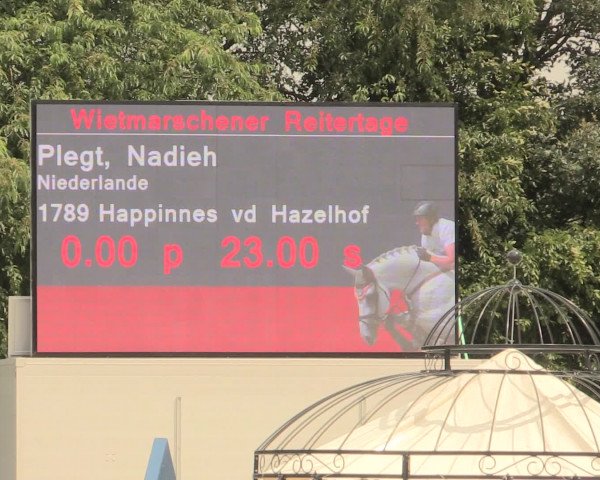 Wietmarschener Reitertage
Plegt, Nadieh
Niederlande
1789 Happinnes vd Hazelhof
0.00 p 23.00 s